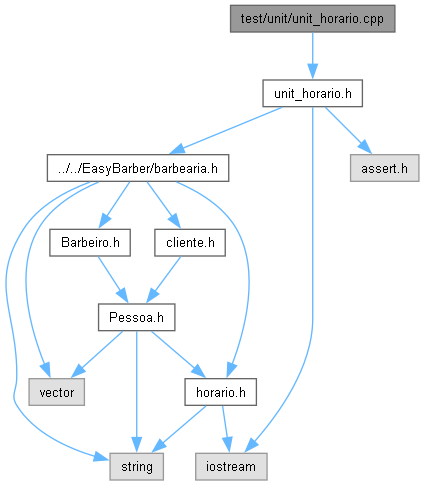 test/unit/unit_horario.cpp
unit_horario.h
../../EasyBarber/barbearia.h
assert.h
Barbeiro.h
cliente.h
Pessoa.h
vector
horario.h
string
iostream